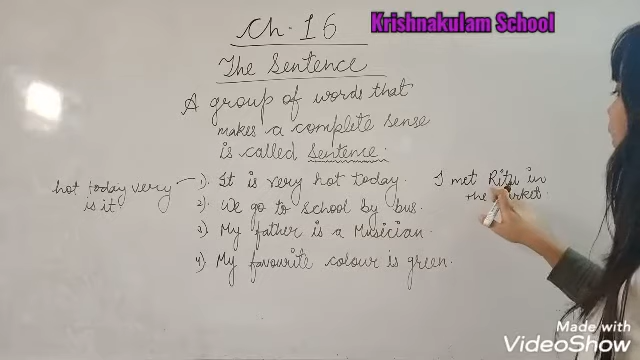 Krishnakulam School
Ch. 16
The Sentence
A group of words that
makes a complete sense
is called Sentence.
hot today very
is it
1). It is very hot today.
2). We go to school by bus.
3). My father is a Musician.
4). My favourite colour is green.
I met Ritu in
the
Made with
VideoShow